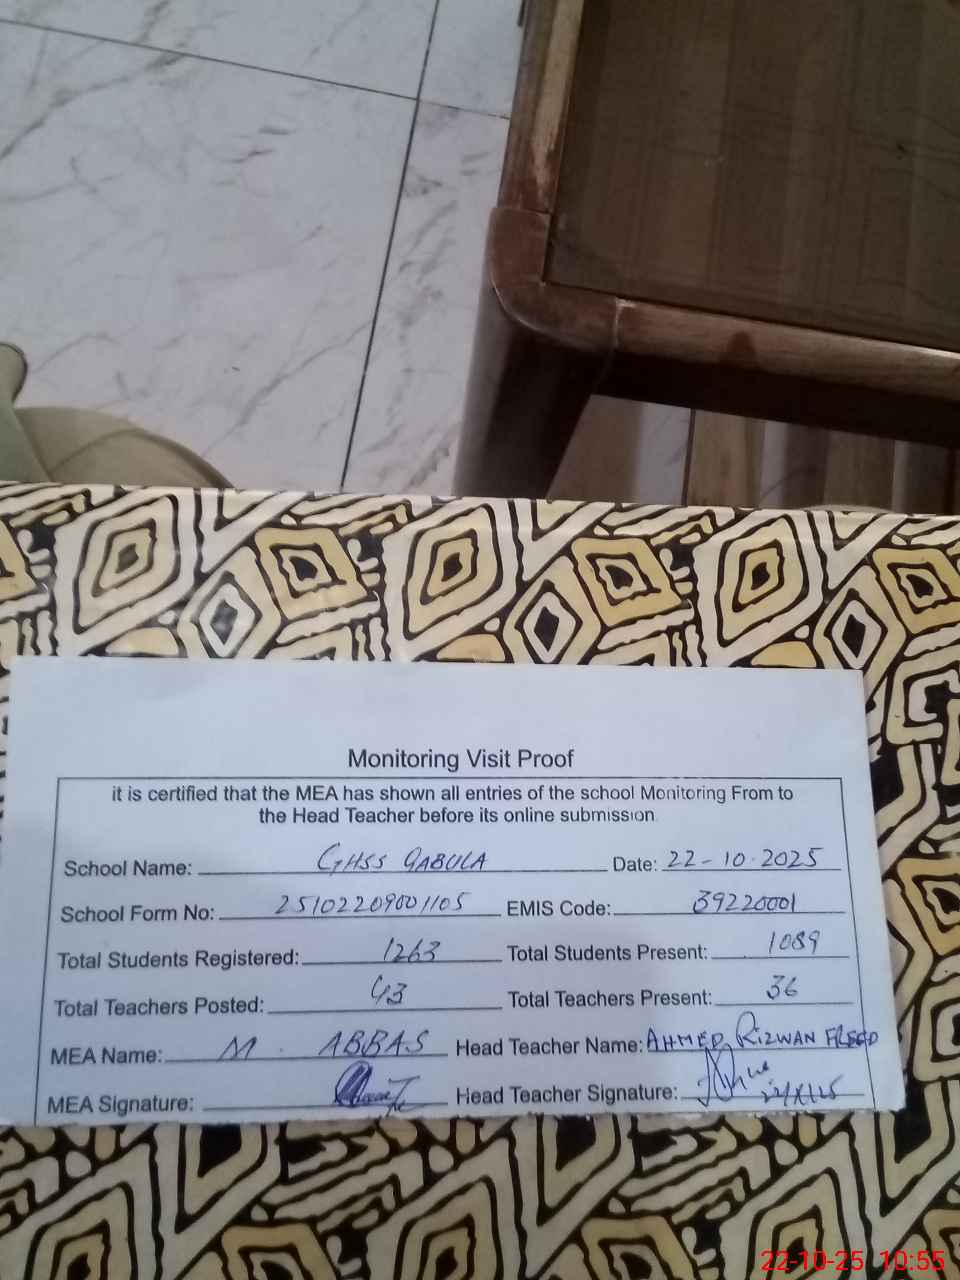 Monitoring Visit Proof
it is certified that the MEA has shown all entries of the school Monitoring From to
the Head Teacher before its online submission.
School Name: GHSS GABULA Date: 22-10-2025
School Form No: 25102209001105 EMIS Code: 39220001
Total Students Registered: 1263 Total Students Present: 1089
Total Teachers Posted: 43 Total Teachers Present: 36
MEA Name: M. ABBAS Head Teacher Name: AHMED RIZWAN
MEA Signature: Head Teacher Signature:
22-10-25 10:55